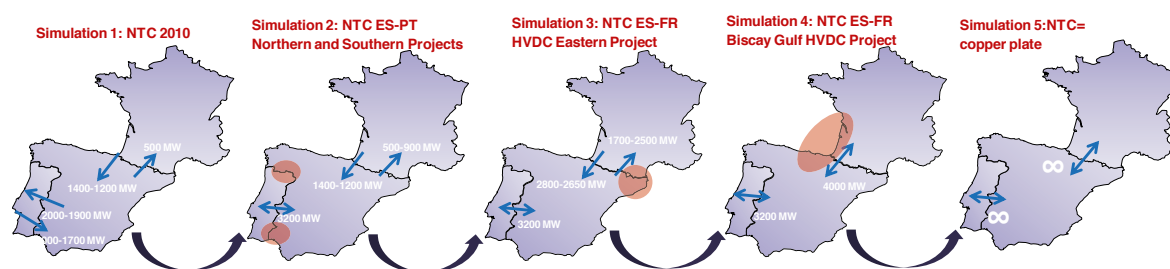 Simulation 1: NTC 2010
500 MW
1400-1200 MW
2000-1900 MW
000-1700 MW
Simulation 2: NTC ES-PT
Northern and Southern Projects
500-900 MW
1400-1200 MW
3200 MW
Simulation 3: NTC ES-FR
HVDC Eastern Project
1700-2500 MW
2800-2650 MW
3200 MW
Simulation 4: NTC ES-FR
Biscay Gulf HVDC Project
4000 MW
3200 MW
Simulation 5:NTC=
copper plate
∞
∞